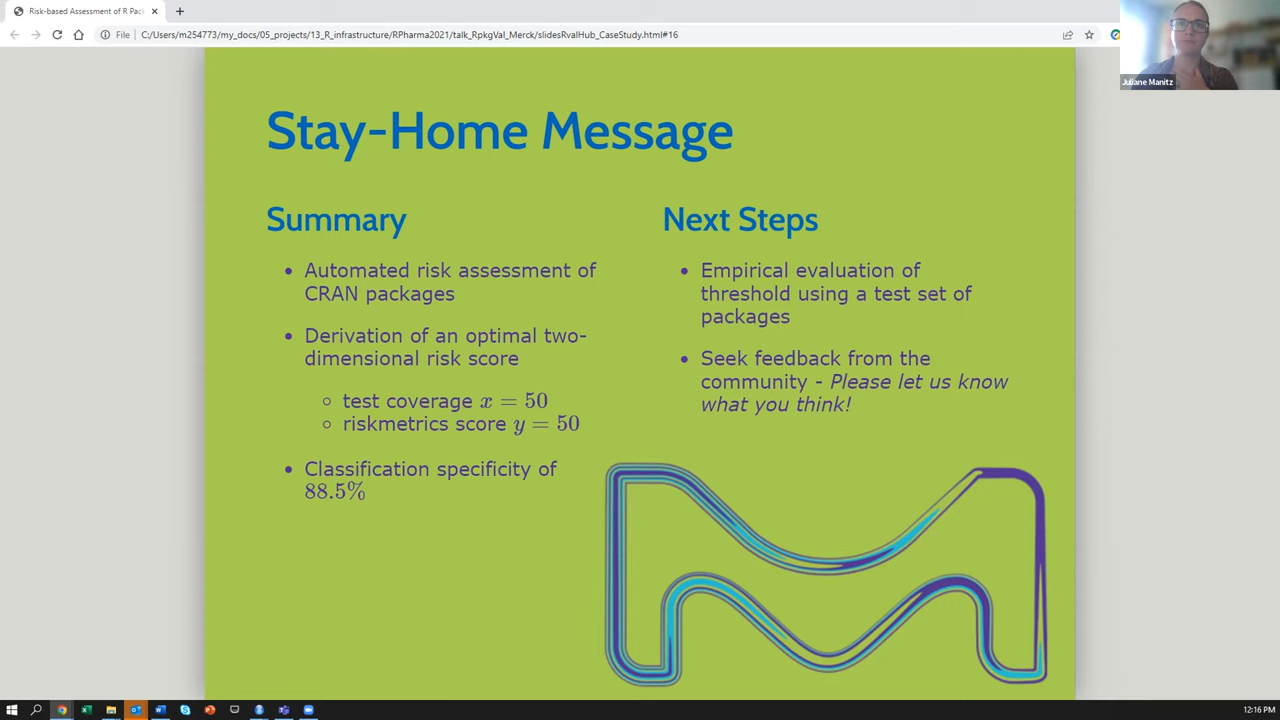 Risk-based Assessment of R Pac
File
C:/Users/m254773/my_docs/05_projects/13_R_infrastructure/RPharma2021/talk_RpkgVal_Merck/slidesRvalHub_CaseStudy.html#16
Juliane Manitz
Stay-Home Message
Summary
Automated risk assessment of
CRAN packages
Derivation of an optimal two-
dimensional risk score
test coverage x = 50
riskmetrics score y = 50
Classification specificity of
88.5%
Next Steps
Empirical evaluation of
threshold using a test set of
packages
Seek feedback from the
community - Please let us know
what you think!
12:16 PM